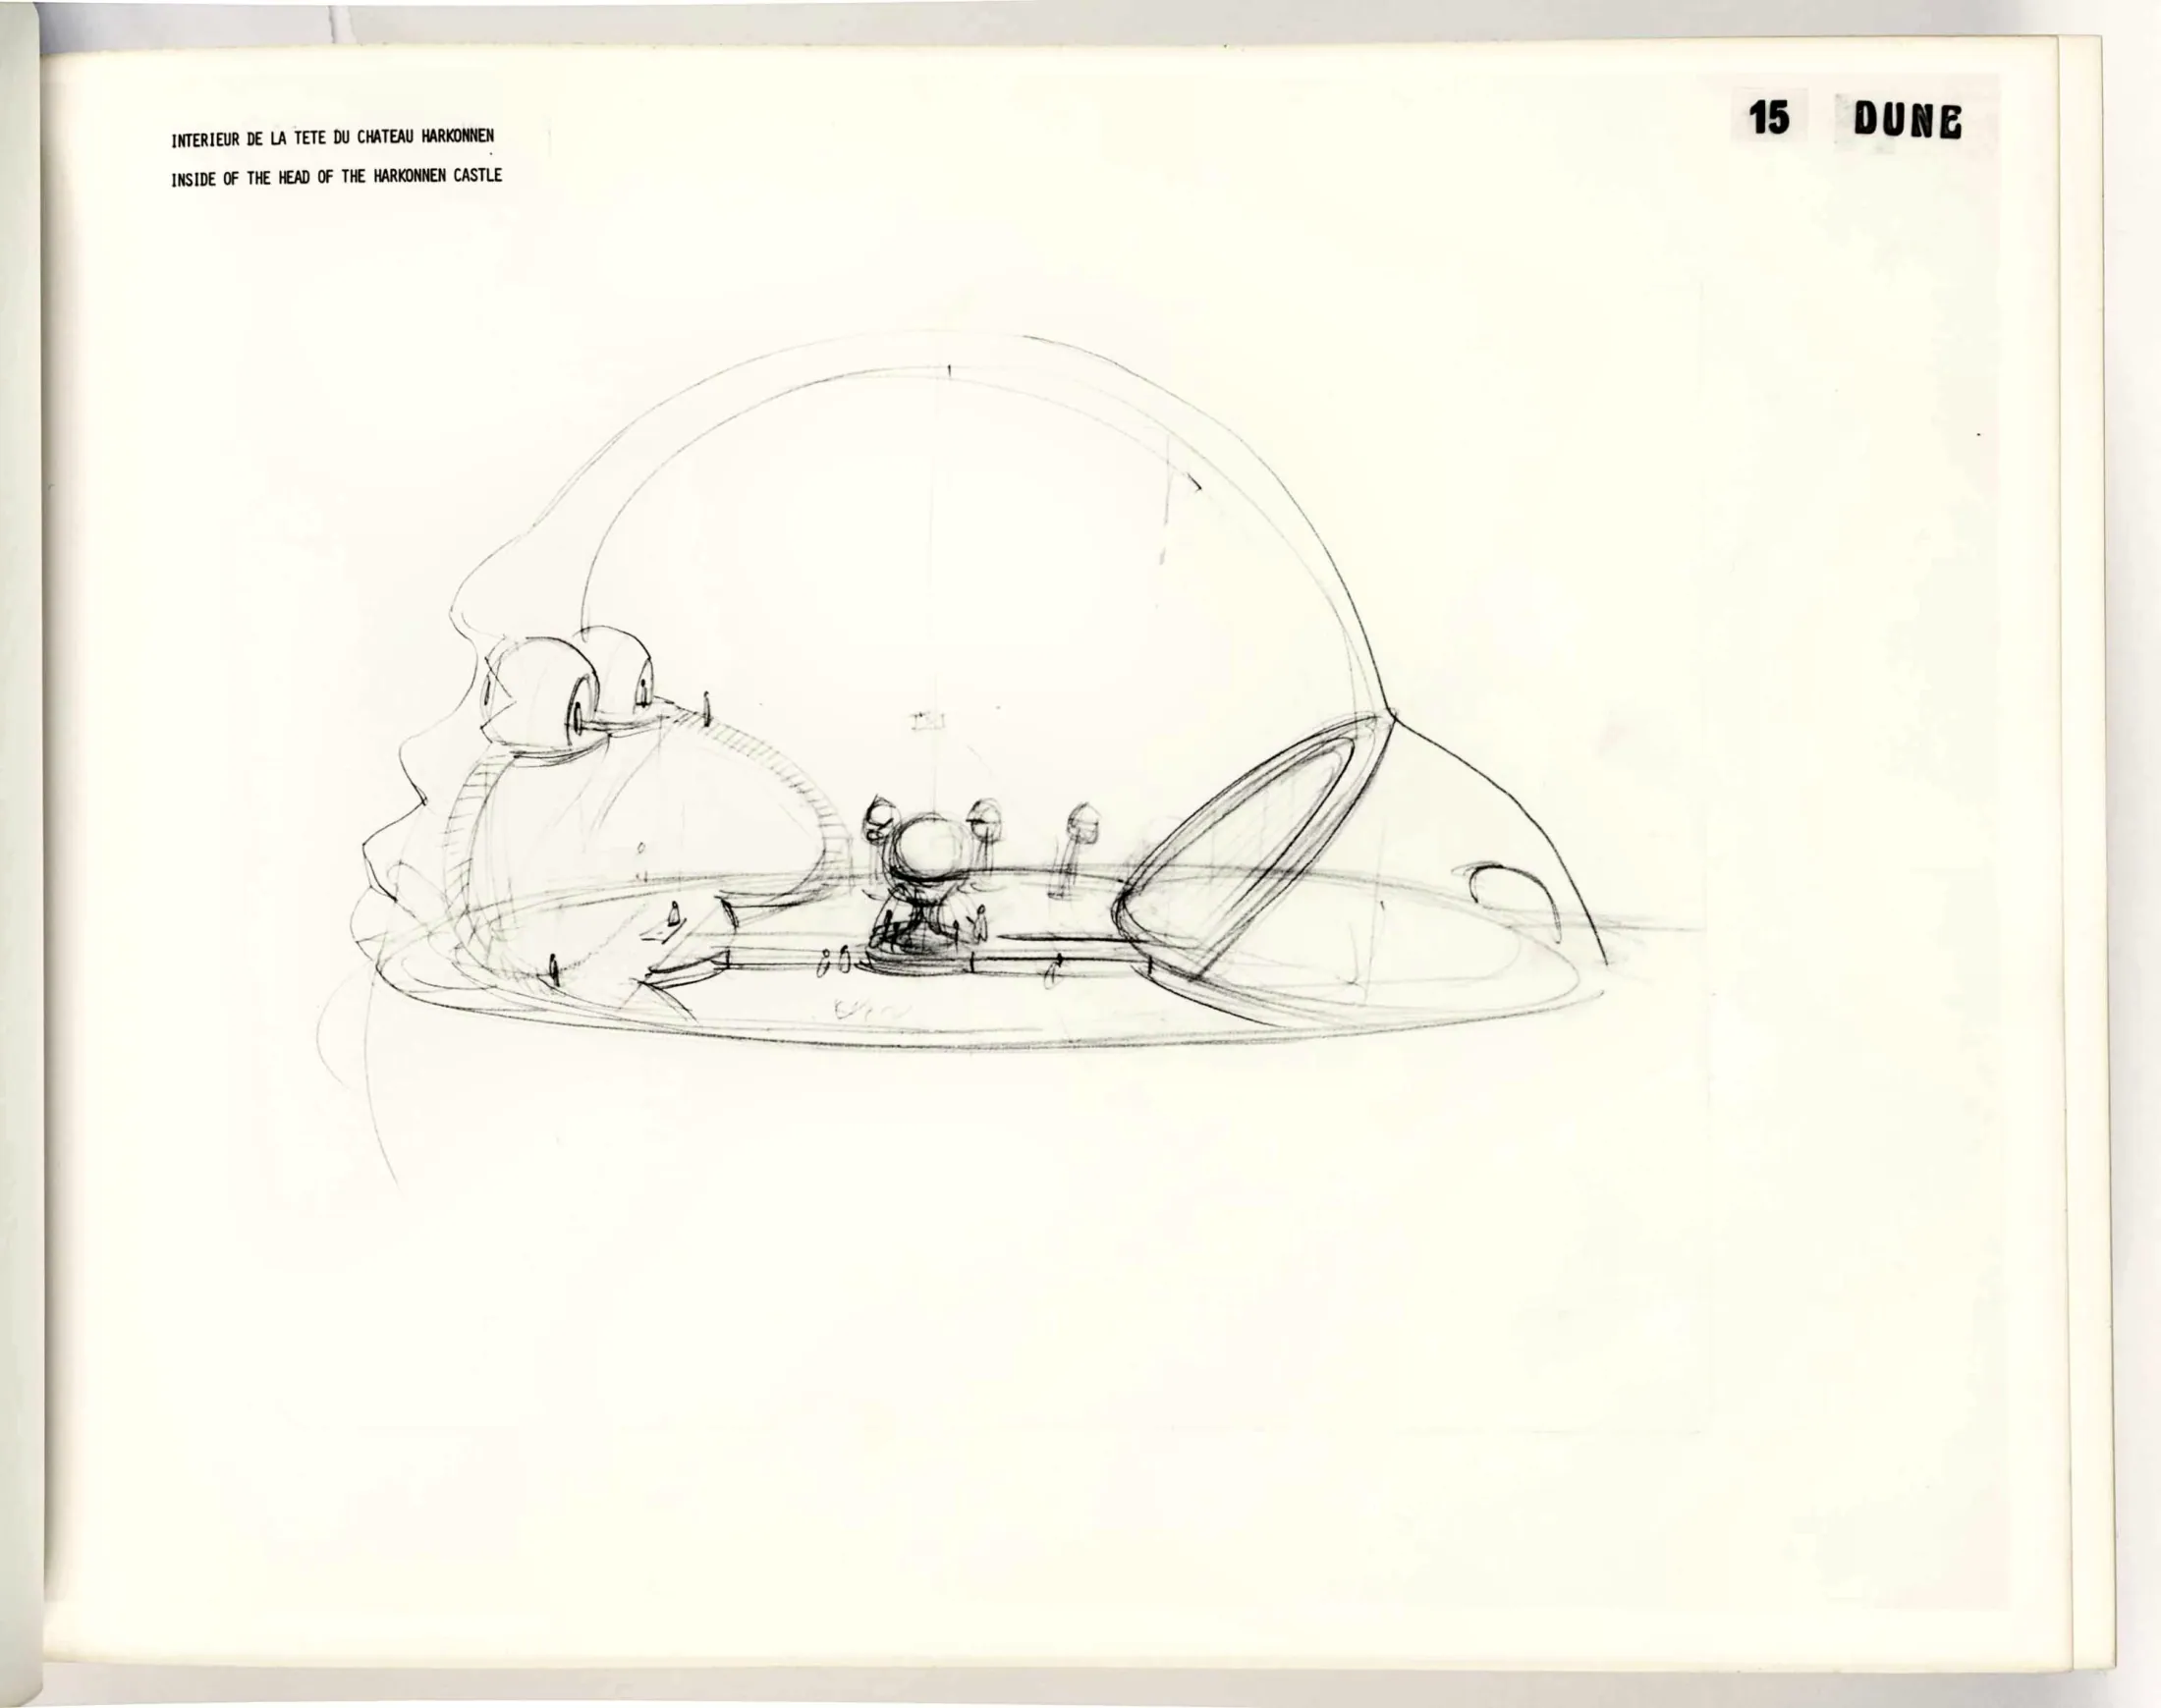 15 DUNE
INTERIEUR DE LA TETE DU CHATEAU HARKONNEN
INSIDE OF THE HEAD OF THE HARKONNEN CASTLE